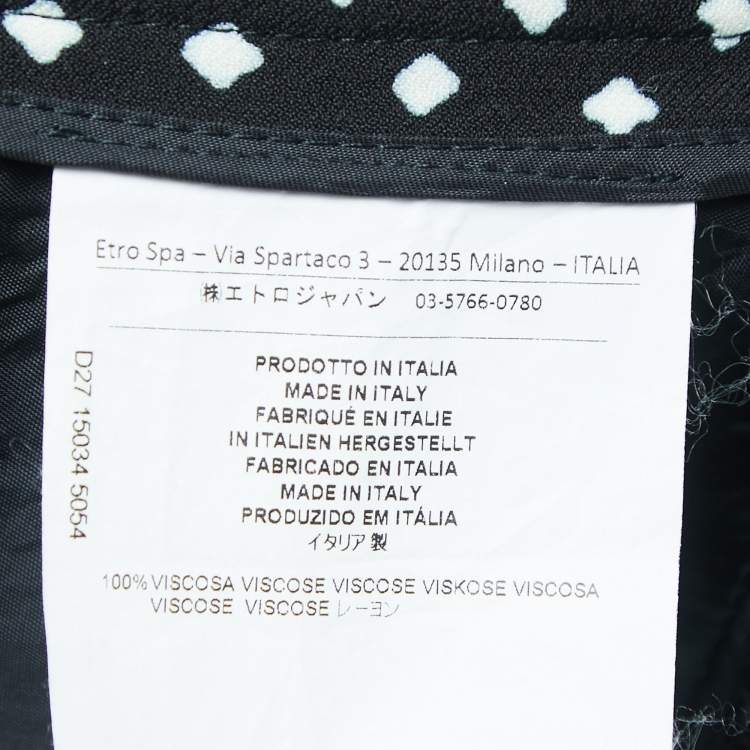 Etro Spa – Via Spartaco 3 – 20135 Milano – ITALIA
㈱エトロジャパン 03-5766-0780
PRODOTTO IN ITALIA
MADE IN ITALY
FABRIQUÉ EN ITALIE
IN ITALIEN HERGESTELLT
FABRICADO EN ITALIA
MADE IN ITALY
PRODUZIDO EM ITÁLIA
イタリア製
100% VISCOSA VISCOSE VISCOSE VISKOSE VISCOSA
VISCOSE VISCOSE レーヨン
D27 15034 5054